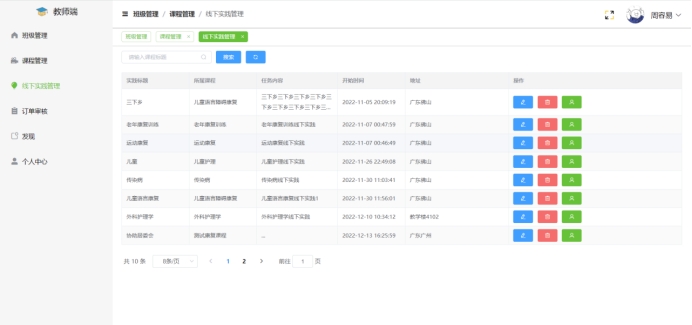 教师端
班级管理 / 课程管理 / 线下实践管理
周容易
班级管理
课程管理
线下实践管理
订单审核
发现
个人中心
班级管理 课程管理 × 线下实践管理 ×
请输入课程标题 搜索
实践标题 所属课程 任务内容 开始时间 地址 操作
三下乡 儿童语言障碍康复 三下乡三下乡三下乡三下乡三下乡三下乡三下乡三下乡三... 2022-11-05 20:09:19 广东佛山
老年康复训练 老年康复训练 老年康复训练线下实践 2022-11-07 00:47:59 广东佛山
运动康复 运动康复 运动康复线下实践 2022-11-07 00:46:49 广东佛山
儿童 儿童护理 儿童护理线下实践 2022-11-26 22:49:08 广东佛山
传染病 传染病 传染病线下实践 2022-11-30 11:03:41 广东佛山
儿童语言康复 儿童语言障碍康复 儿童语言康复线下实践1 2022-11-30 11:56:01 广东佛山
外科护理学 外科护理学 外科护理学线下实践 2022-12-10 10:34:12 教学楼4102
协助居委会 测试康复课程 ... 2022-12-13 16:25:59 广东广州
共 10 条 8条/页 1 2 前往 1 页